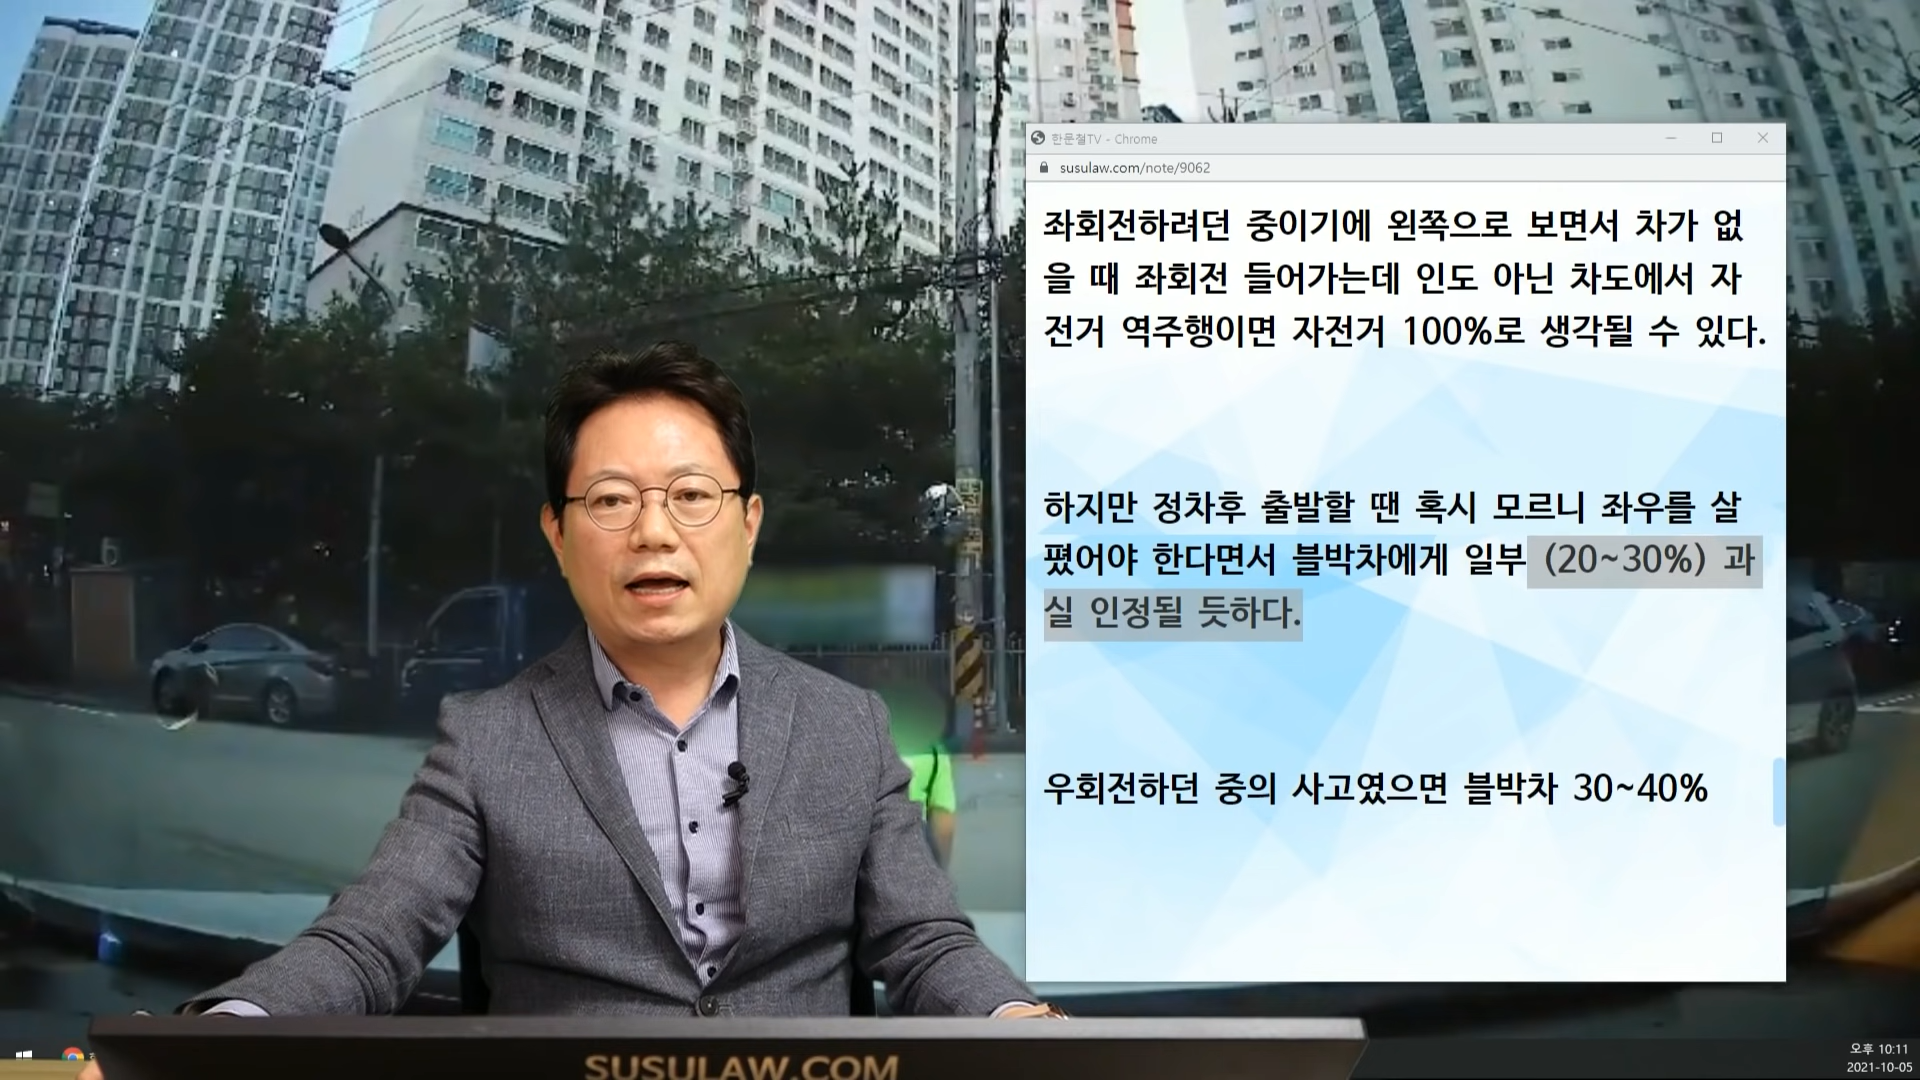 한문철TV - Chrome
susulaw.com/note/9062
좌회전하려던 중이기에 왼쪽으로 보면서 차가 없
을 때 좌회전 들어가는데 인도 아닌 차도에서 자
전거 역주행이면 자전거 100%로 생각될 수 있다.
하지만 정차후 출발할 땐 혹시 모르니 좌우를 살
폈어야 한다면서 블박차에게 일부 (20~30%) 과
실 인정될 듯하다.
우회전하던 중의 사고였으면 블박차 30~40%
SUSULAW.COM
오후 10:11
2021-10-05